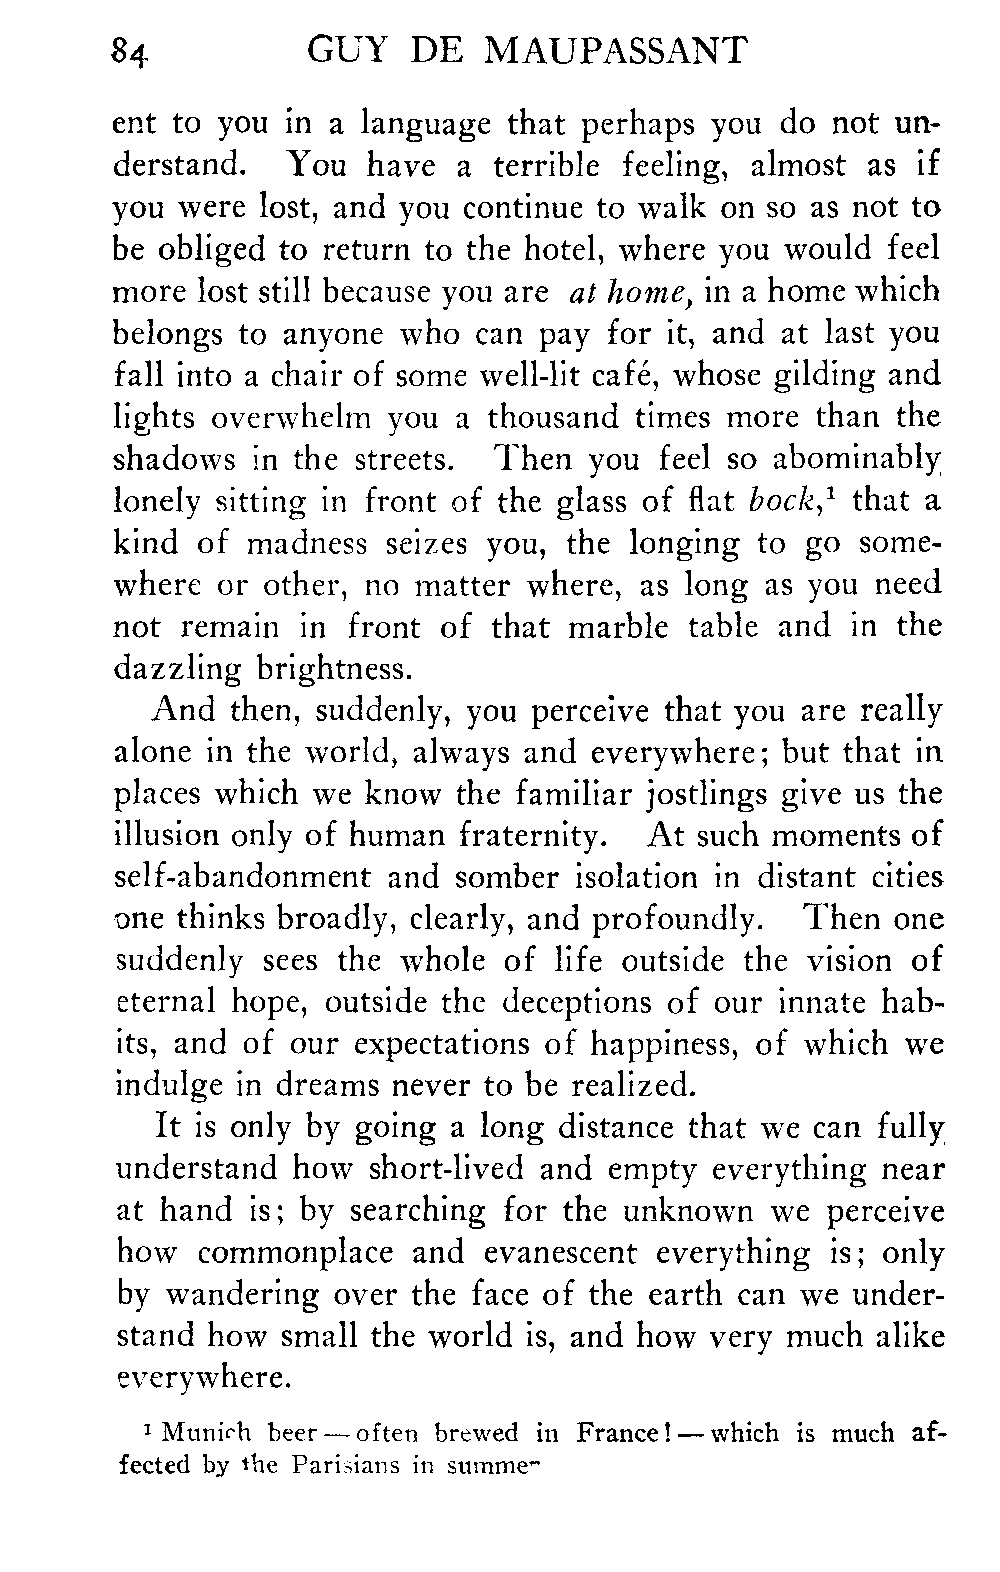 84 GUY DE MAUPASSANT
ent to you in a language that perhaps you do not un-
derstand. You have a terrible feeling, almost as if
you were lost, and you continue to walk on so as not to
be obliged to return to the hotel, where you would feel
more lost still because you are at home, in a home which
belongs to anyone who can pay for it, and at last you
fall into a chair of some well-lit café, whose gilding and
lights overwhelm you a thousand times more than the
shadows in the streets. Then you feel so abominably
lonely sitting in front of the glass of flat bock,¹ that a
kind of madness seizes you, the longing to go some-
where or other, no matter where, as long as you need
not remain in front of that marble table and in the
dazzling brightness.
And then, suddenly, you perceive that you are really
alone in the world, always and everywhere; but that in
places which we know the familiar jostlings give us the
illusion only of human fraternity. At such moments of
self-abandonment and somber isolation in distant cities
one thinks broadly, clearly, and profoundly. Then one
suddenly sees the whole of life outside the vision of
eternal hope, outside the deceptions of our innate hab-
its, and of our expectations of happiness, of which we
indulge in dreams never to be realized.
It is only by going a long distance that we can fully
understand how short-lived and empty everything near
at hand is; by searching for the unknown we perceive
how commonplace and evanescent everything is; only
by wandering over the face of the earth can we under-
stand how small the world is, and how very much alike
everywhere.
¹ Munich beer—often brewed in France!—which is much af-
fected by the Parisians in summer